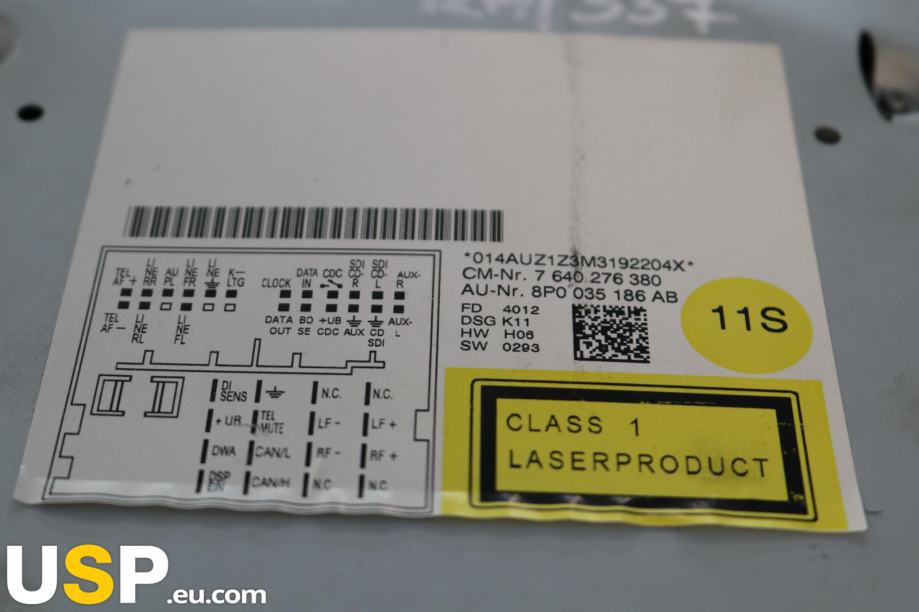 337
*014AUZ1Z3M3192204X*
CM-Nr. 7 640 276 380
AU-Nr. 8P0 035 186 AB
FD 4012
DSG K11
HW H06
SW 0293
11S
CLASS 1
LASERPRODUCT
TEL AF + LI NE RR AU PL LI NE FR LI NE K— LTG
CLOCK DATA IN CDC SDI CD- R SDI CD- L AUX- R
TEL AF — LI NE RL LI NE FL
DATA OUT BO SE +UB CDC AUX CD SDI AUX- L
DI SENS N.C. N.C.
+ UB TEL MUTE LF - LF +
DWA CAN/L RF - RF +
DSP EIN CAN/H N.C N.C.
USP.eu.com